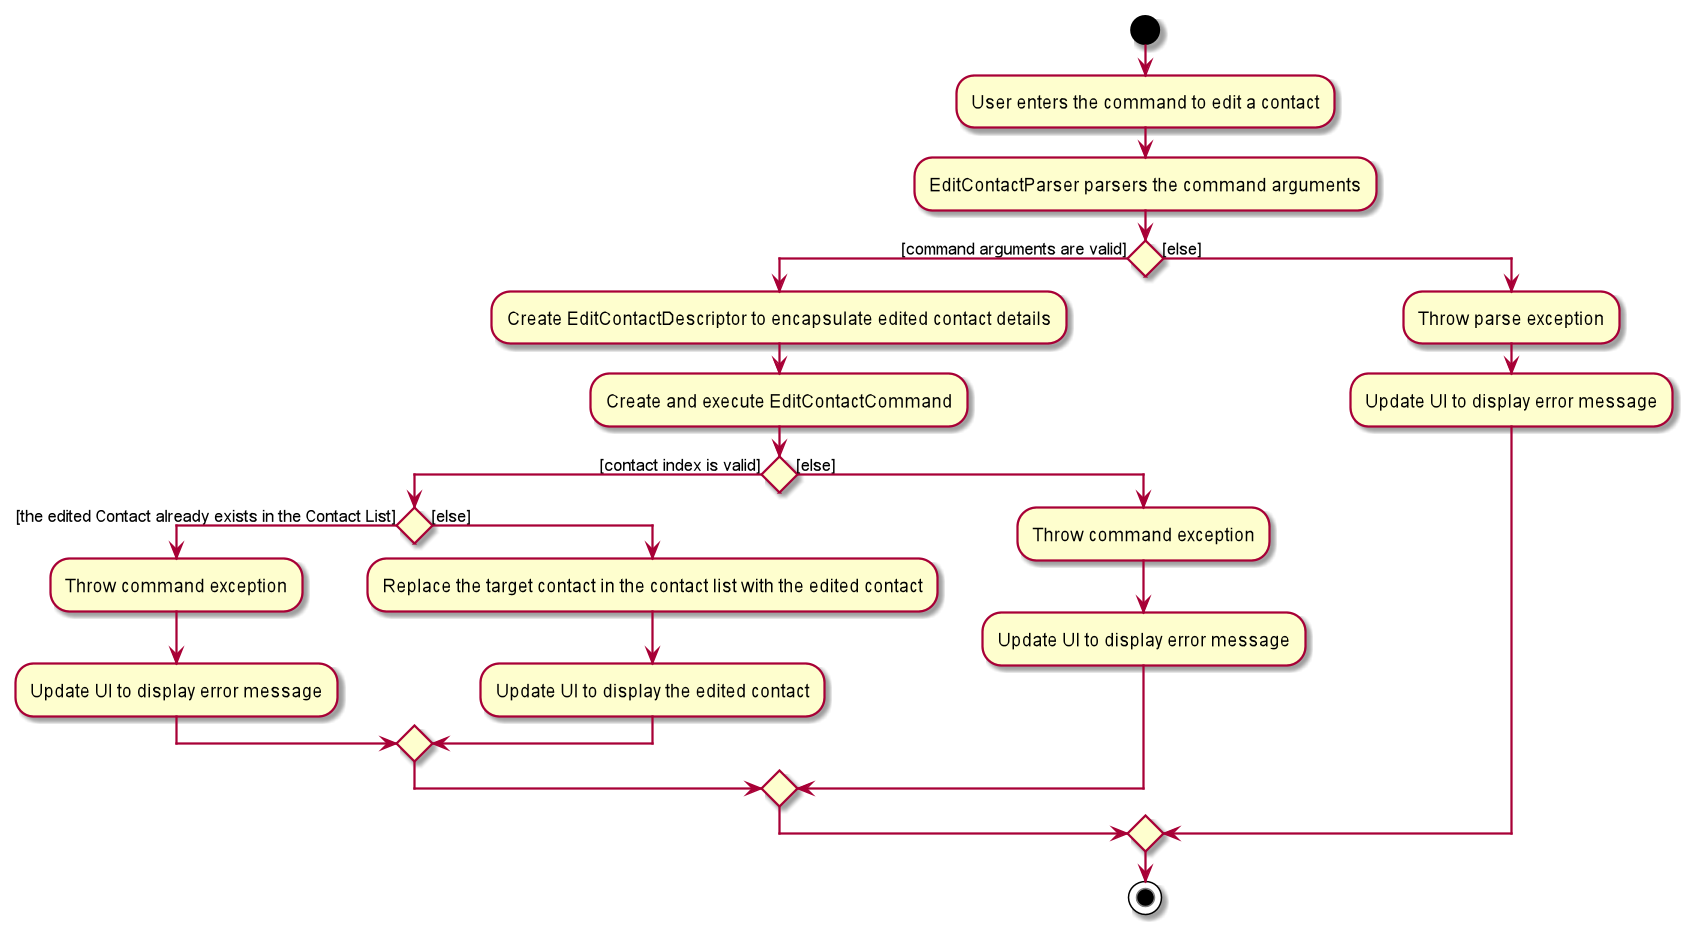 User enters the command to edit a contact
EditContactParser parsers the command arguments
[command arguments are valid]
[else]
Create EditContactDescriptor to encapsulate edited contact details
Throw parse exception
Create and execute EditContactCommand
Update UI to display error message
[contact index is valid]
[else]
[the edited Contact already exists in the Contact List]
[else]
Throw command exception
Throw command exception
Replace the target contact in the contact list with the edited contact
Update UI to display error message
Update UI to display error message
Update UI to display the edited contact